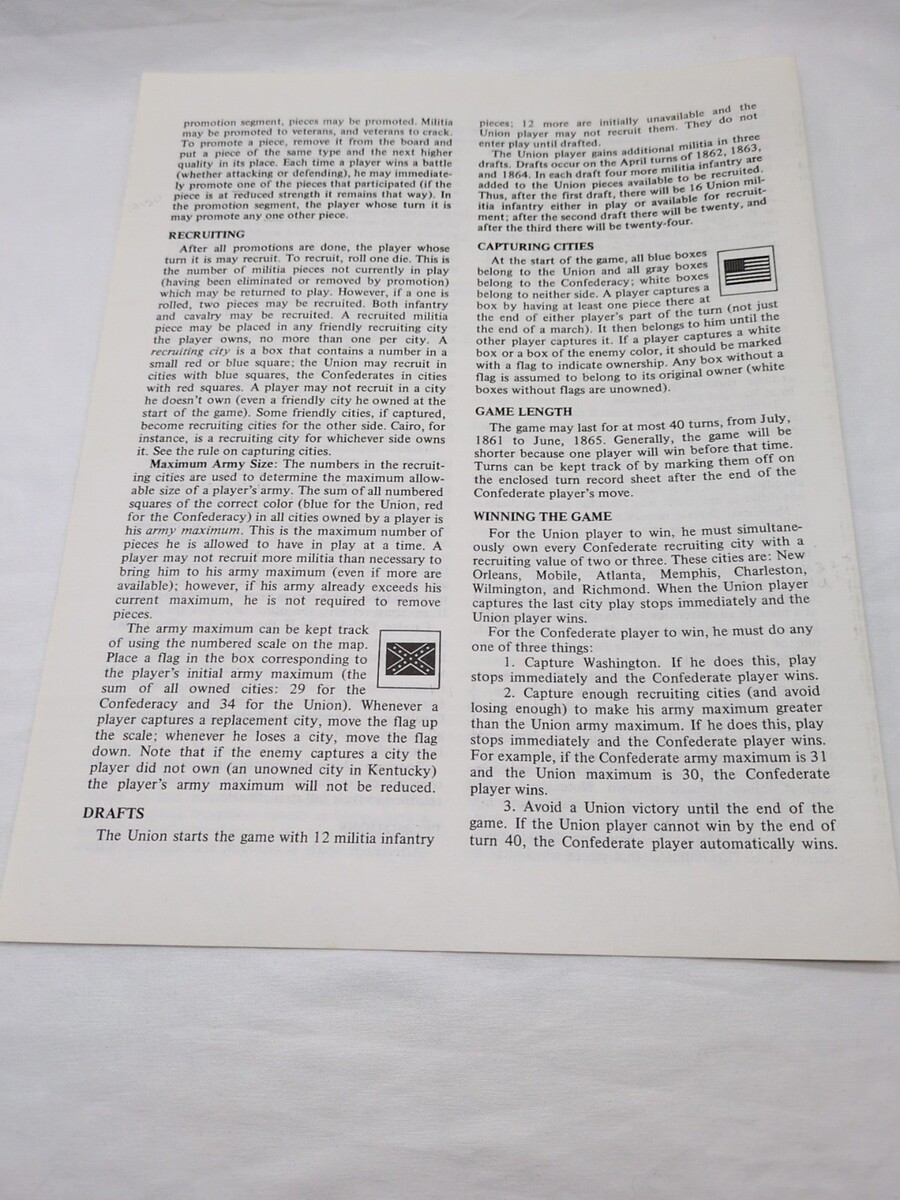 promotion segment, pieces may be promoted. Militia
may be promoted to veterans, and veterans to crack.
To promote a piece, remove it from the board and
put a piece of the same type and the next higher
quality in its place. Each time a player wins a battle
(whether attacking or defending), he may immediate-
ly promote one of the pieces that participated (if the
piece is at reduced strength it remains that way). In
the promotion segment, the player whose turn it is
may promote any one other piece.
RECRUITING
After all promotions are done, the player whose
turn it is may recruit. To recruit, roll one die. This is
the number of militia pieces not currently in play
(having been eliminated or removed by promotion)
which may be returned to play. However, if a one is
rolled, two pieces may be recruited. Both infantry
and cavalry may be recruited. A recruited militia
piece may be placed in any friendly recruiting city
the player owns, no more than one per city. A
recruiting city is a box that contains a number in a
small red or blue square; the Union may recruit in
cities with blue squares, the Confederates in cities
with red squares. A player may not recruit in a city
he doesn't own (even a friendly city he owned at the
start of the game). Some friendly cities, if captured,
become recruiting cities for the other side. Cairo, for
instance, is a recruiting city for whichever side owns
it. See the rule on capturing cities.
Maximum Army Size: The numbers in the recruit-
ing cities are used to determine the maximum allow-
able size of a player's army. The sum of all numbered
squares of the correct color (blue for the Union, red
for the Confederacy) in all cities owned by a player is
his army maximum. This is the maximum number of
pieces he is allowed to have in play at a time. A
player may not recruit more militia than necessary to
bring him to his army maximum (even if more are
available); however, if his army already exceeds his
current maximum, he is not required to remove
pieces.
The army maximum can be kept track
of using the numbered scale on the map.
Place a flag in the box corresponding to
the player's initial army maximum (the
sum of all owned cities: 29 for the
Confederacy and 34 for the Union). Whenever a
player captures a replacement city, move the flag up
the scale; whenever he loses a city, move the flag
down. Note that if the enemy captures a city the
player did not own (an unowned city in Kentucky)
the player's army maximum will not be reduced.
DRAFTS
The Union starts the game with 12 militia infantry
pieces; 12 more are initially unavailable and the
Union player may not recruit them. They do not
enter play until drafted.
The Union player gains additional militia in three
drafts. Drafts occur on the April turns of 1862, 1863,
and 1864. In each draft four more militia infantry are
added to the Union pieces available to be recruited.
Thus, after the first draft, there will be 16 Union mil-
itia infantry either in play or available for recruit-
ment; after the second draft there will be twenty, and
after the third there will be twenty-four.
CAPTURING CITIES
At the start of the game, all blue boxes
belong to the Union and all gray boxes
belong to the Confederacy; white boxes
belong to neither side. A player captures a
box by having at least one piece there at
the end of either player's part of the turn (not just
the end of a march). It then belongs to him until the
other player captures it. If a player captures a white
box or a box of the enemy color, it should be marked
with a flag to indicate ownership. Any box without a
flag is assumed to belong to its original owner (white
boxes without flags are unowned).
GAME LENGTH
The game may last for at most 40 turns, from July,
1861 to June, 1865. Generally, the game will be
shorter because one player will win before that time.
Turns can be kept track of by marking them off on
the enclosed turn record sheet after the end of the
Confederate player's move.
WINNING THE GAME
For the Union player to win, he must simultane-
ously own every Confederate recruiting city with a
recruiting value of two or three. These cities are: New
Orleans, Mobile, Atlanta, Memphis, Charleston,
Wilmington, and Richmond. When the Union player
captures the last city play stops immediately and the
Union player wins.
For the Confederate player to win, he must do any
one of three things:
1. Capture Washington. If he does this, play
stops immediately and the Confederate player wins.
2. Capture enough recruiting cities (and avoid
losing enough) to make his army maximum greater
than the Union army maximum. If he does this, play
stops immediately and the Confederate player wins.
For example, if the Confederate army maximum is 31
and the Union maximum is 30, the Confederate
player wins.
3. Avoid a Union victory until the end of the
game. If the Union player cannot win by the end of
turn 40, the Confederate player automatically wins.